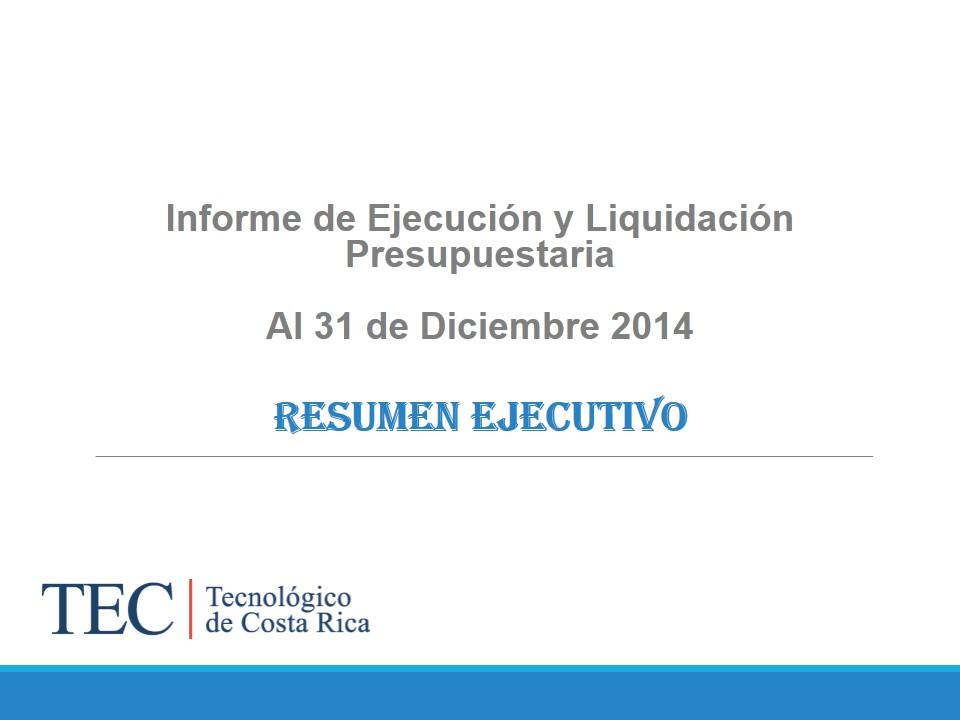 Informe de Ejecución y Liquidación
Presupuestaria
Al 31 de Diciembre 2014
RESUMEN EJECUTIVO
TEC
Tecnológico
de Costa Rica